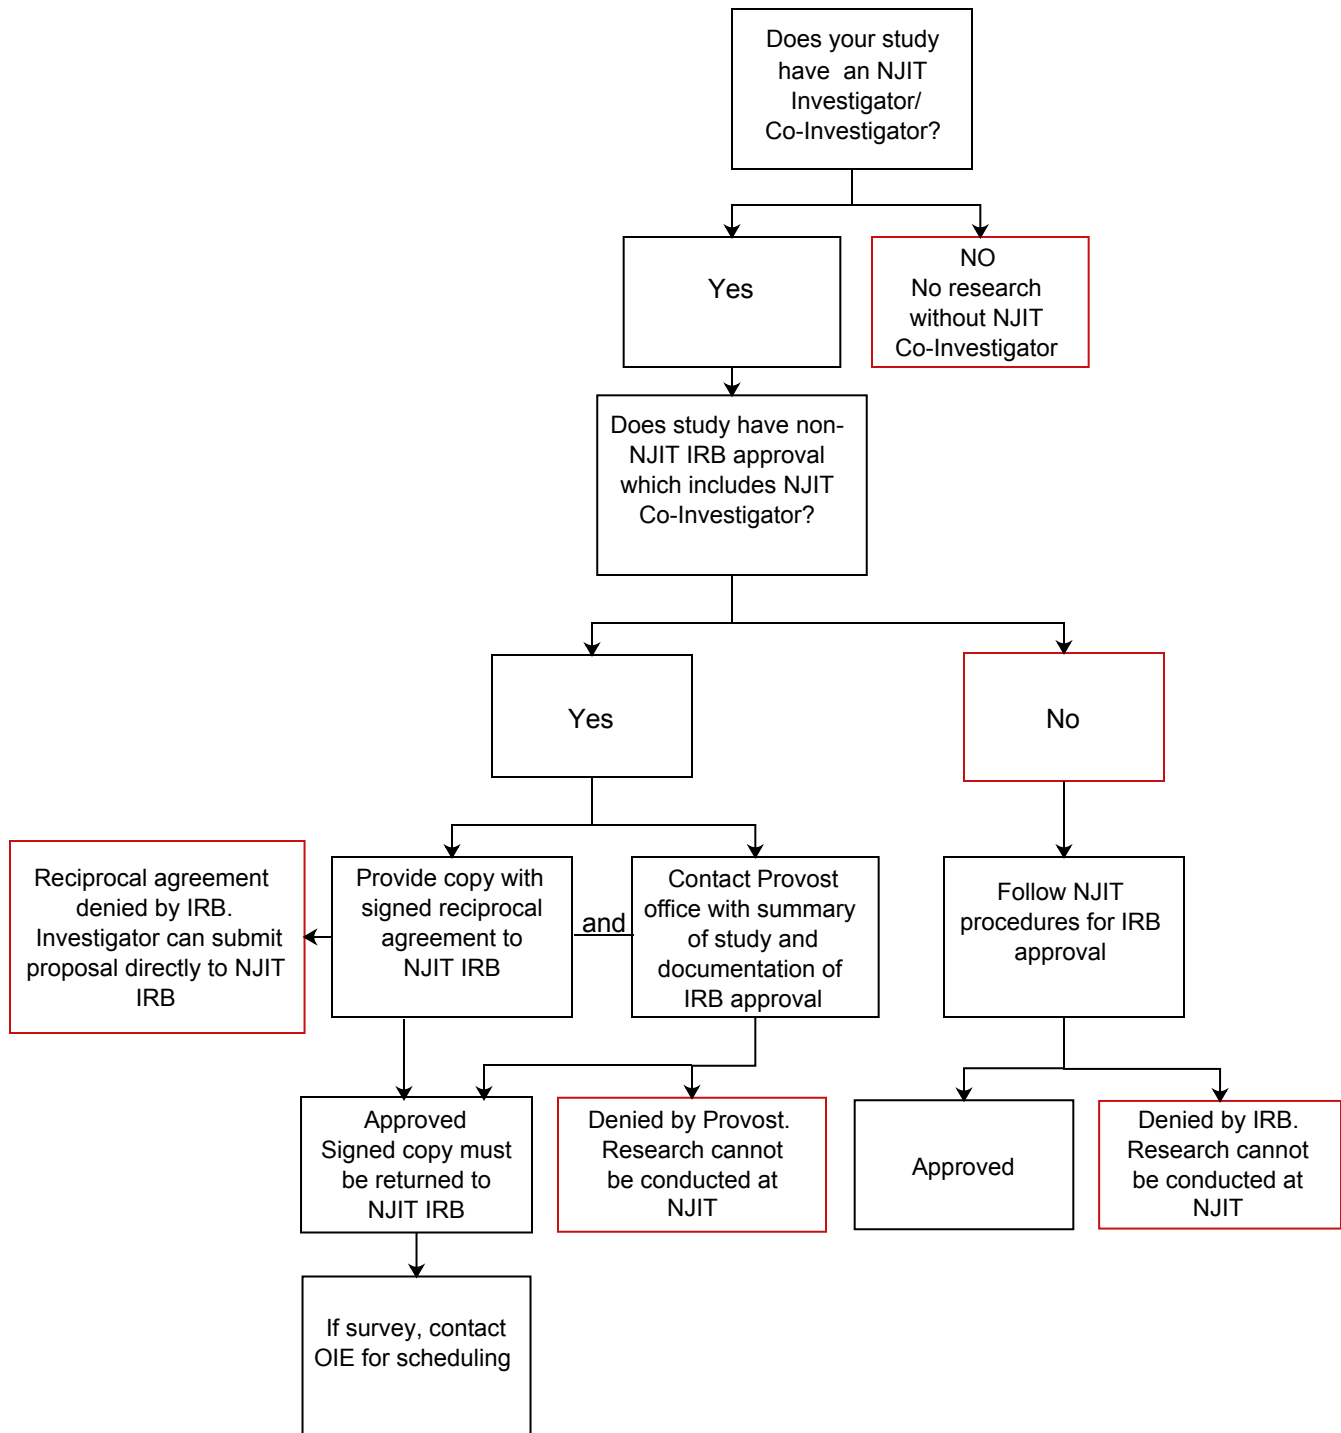 Does your study
have an NJIT
Investigator/
Co-Investigator?
Yes
NO
No research
without NJIT
Co-Investigator
Does study have non-
NJIT IRB approval
which includes NJIT
Co-Investigator?
Yes
No
Reciprocal agreement
denied by IRB.
Investigator can submit
proposal directly to NJIT
IRB
Provide copy with
signed reciprocal
agreement to
NJIT IRB
and
Contact Provost
office with summary
of study and
documentation of
IRB approval
Follow NJIT
procedures for IRB
approval
Approved
Signed copy must
be returned to
NJIT IRB
Denied by Provost.
Research cannot
be conducted at
NJIT
Approved
Denied by IRB.
Research cannot
be conducted at
NJIT
If survey, contact
OIE for scheduling